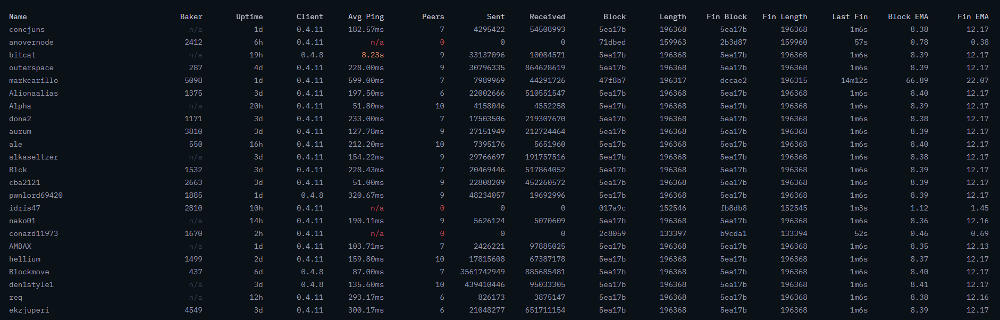 Name Baker Uptime Client Avg Ping Peers Sent Received Block Length Fin Block Fin Length Last Fin Block EMA Fin EMA
concjuns n/a 1d 0.4.11 182.57ms 7 4295422 54508993 5ea17b 196368 5ea17b 196368 1m6s 8.38 12.17
anovernode 2412 6h 0.4.11 n/a 0 0 0 71dbed 159963 2b3d87 159960 57s 0.78 0.38
bitcat n/a 19h 0.4.8 8.23s 9 33137096 10084571 5ea17b 196368 5ea17b 196368 1m6s 8.39 12.17
outerspace 287 4d 0.4.11 228.00ms 9 30796335 864628619 5ea17b 196368 5ea17b 196368 1m6s 8.39 12.17
markcarillo 5098 1d 0.4.11 599.00ms 7 7989969 44291726 47f8b7 196317 dccae2 196315 14m12s 66.89 22.07
Alionaalias 1375 3d 0.4.11 197.50ms 6 22002666 510551547 5ea17b 196368 5ea17b 196368 1m6s 8.40 12.17
Alpha n/a 20h 0.4.11 51.80ms 10 4158046 4552258 5ea17b 196368 5ea17b 196368 1m6s 8.39 12.17
dona2 1171 3d 0.4.11 233.00ms 7 17503506 219307670 5ea17b 196368 5ea17b 196368 1m6s 8.38 12.17
aurum 3810 3d 0.4.11 127.78ms 9 27151949 212724464 5ea17b 196368 5ea17b 196368 1m6s 8.39 12.17
ale 550 16h 0.4.11 212.20ms 10 7395176 5651960 5ea17b 196368 5ea17b 196368 1m6s 8.40 12.17
alkaseltzer n/a 3d 0.4.11 154.22ms 9 29766697 191757516 5ea17b 196368 5ea17b 196368 1m6s 8.38 12.17
Blck 1532 3d 0.4.11 228.43ms 7 20469446 517864052 5ea17b 196368 5ea17b 196368 1m6s 8.39 12.17
cba2121 2663 3d 0.4.11 51.00ms 9 22808209 452260572 5ea17b 196368 5ea17b 196368 1m6s 8.39 12.17
pwnlord69420 1885 1d 0.4.8 320.67ms 9 48234057 19692996 5ea17b 196368 5ea17b 196368 1m6s 8.39 12.17
idris47 2810 10h 0.4.11 n/a 0 0 0 017a9c 152546 fb8db8 152545 1m3s 1.12 1.45
nako01 n/a 14h 0.4.11 190.11ms 9 5626124 5070609 5ea17b 196368 5ea17b 196368 1m6s 8.36 12.16
conazd11973 1670 2h 0.4.11 n/a 0 0 0 2c8059 133397 b9cda1 133394 52s 0.46 0.69
AMDAX n/a 1d 0.4.11 103.71ms 7 2426221 97885025 5ea17b 196368 5ea17b 196368 1m6s 8.35 12.13
hellium 1499 2d 0.4.11 159.80ms 10 17815608 67387178 5ea17b 196368 5ea17b 196368 1m6s 8.37 12.17
Blockmove 437 6d 0.4.8 87.00ms 7 3561742949 885685481 5ea17b 196368 5ea17b 196368 1m6s 8.40 12.17
den1style1 n/a 3d 0.4.8 135.60ms 10 439410446 95033305 5ea17b 196368 5ea17b 196368 1m6s 8.41 12.17
req n/a 12h 0.4.11 293.17ms 6 826173 3875147 5ea17b 196368 5ea17b 196368 1m6s 8.38 12.16
ekzjuperi 4549 3d 0.4.11 300.17ms 6 21048277 651711154 5ea17b 196368 5ea17b 196368 1m6s 8.39 12.17